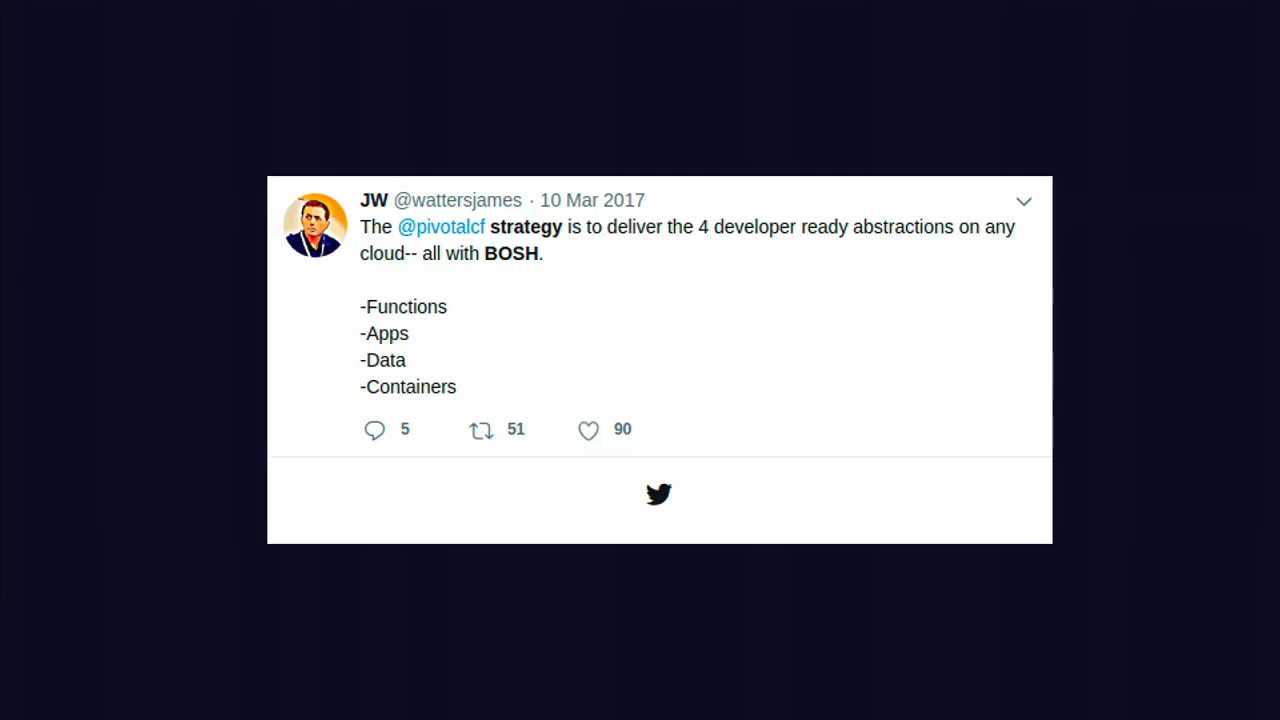 JW @wattersjames · 10 Mar 2017
The @pivotalcf strategy is to deliver the 4 developer ready abstractions on any
cloud-- all with BOSH.
-Functions
-Apps
-Data
-Containers
5 51 90